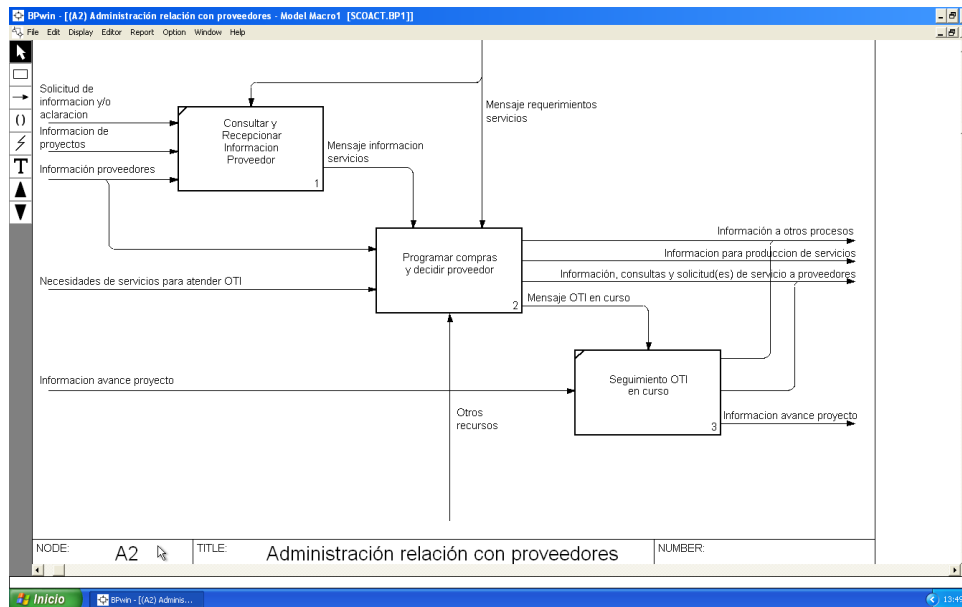 BPwin - [(A2) Administración relación con proveedores - Model Macro1 [SCOACT.BP1]]
File Edit Display Editor Report Option Window Help
Solicitud de
informacion y/o
aclaracion
Informacion de
proyectos
Información proveedores
Consultar y
Recepcionar
Informacion
Proveedor
1
Mensaje informacion
servicios
Mensaje requerimientos
servicios
Necesidades de servicios para atender OTI
Programar compras
y decidir proveedor
2
Información a otros procesos
Informacion para produccion de servicios
Información, consultas y solicitud(es) de servicio a proveedores
Mensaje OTI en curso
Informacion avance proyecto
Seguimiento OTI
en curso
3
Otros
recursos
Informacion avance proyecto
NODE:
A2
TITLE:
Administración relación con proveedores
NUMBER:
Inicio
BPwin - [(A2) Adminis...
13:49
()
T